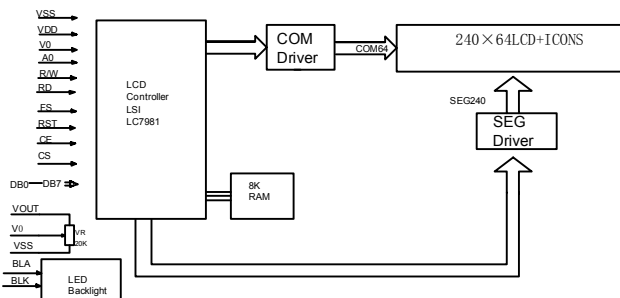 VSS
VDD
V0
A0
R/W
RD
FS
RST
CE
CS
DB0 DB7
VOUT
V0
VSS
VR
20K
BLA
BLK
LED
Backlight
LCD
Controller
LSI
LC7981
COM
Driver
COM64
240×64LCD+ICONS
SEG240
SEG
Driver
8K
RAM